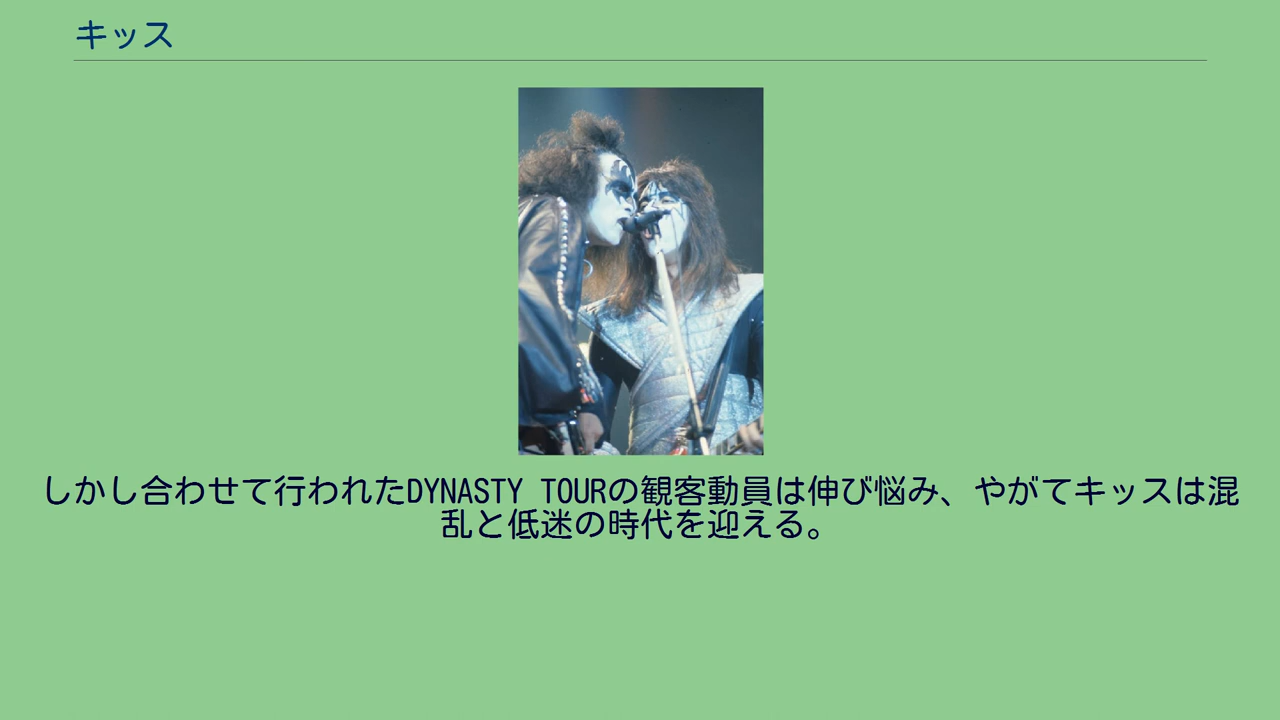 キッス
しかし合わせて行われたDYNASTY TOURの観客動員は伸び悩み、やがてキッスは混
乱と低迷の時代を迎える。